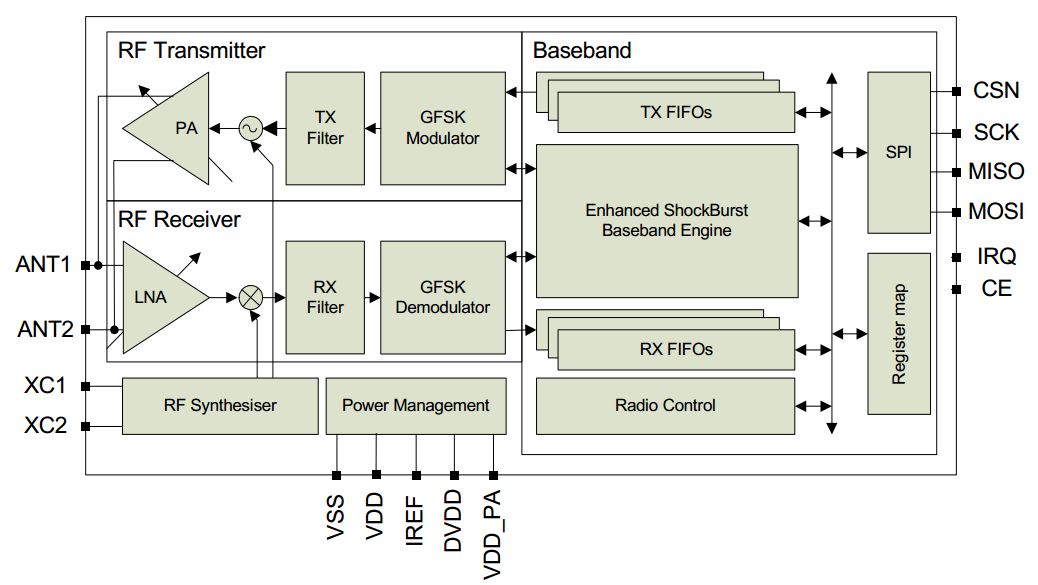 RF Transmitter
Baseband
PA
TX
Filter
GFSK
Modulator
TX FIFOs
SPI
CSN
SCK
MISO
MOSI
Enhanced ShockBurst
Baseband Engine
RF Receiver
ANT1
ANT2
LNA
RX
Filter
GFSK
Demodulator
IRQ
CE
RX FIFOs
Register map
XC1
XC2
RF Synthesiser
Power Management
Radio Control
VSS
VDD
IREF
DVDD
VDD_PA